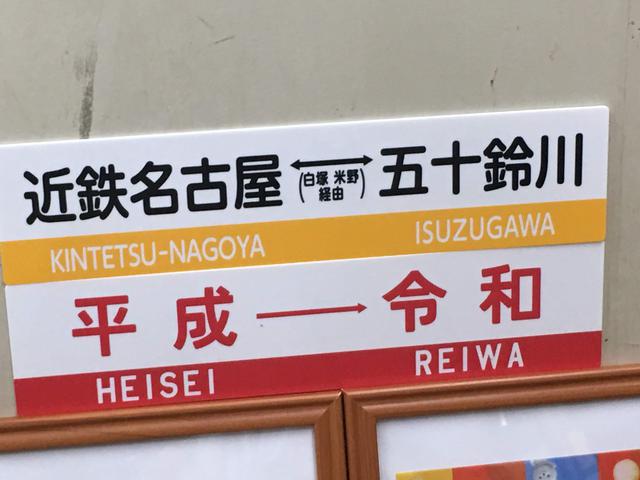 近鉄名古屋 ←→ 五十鈴川
(白塚 米野)
経由
KINTETSU-NAGOYA ISUZUGAWA
平成 → 令和
HEISEI REIWA